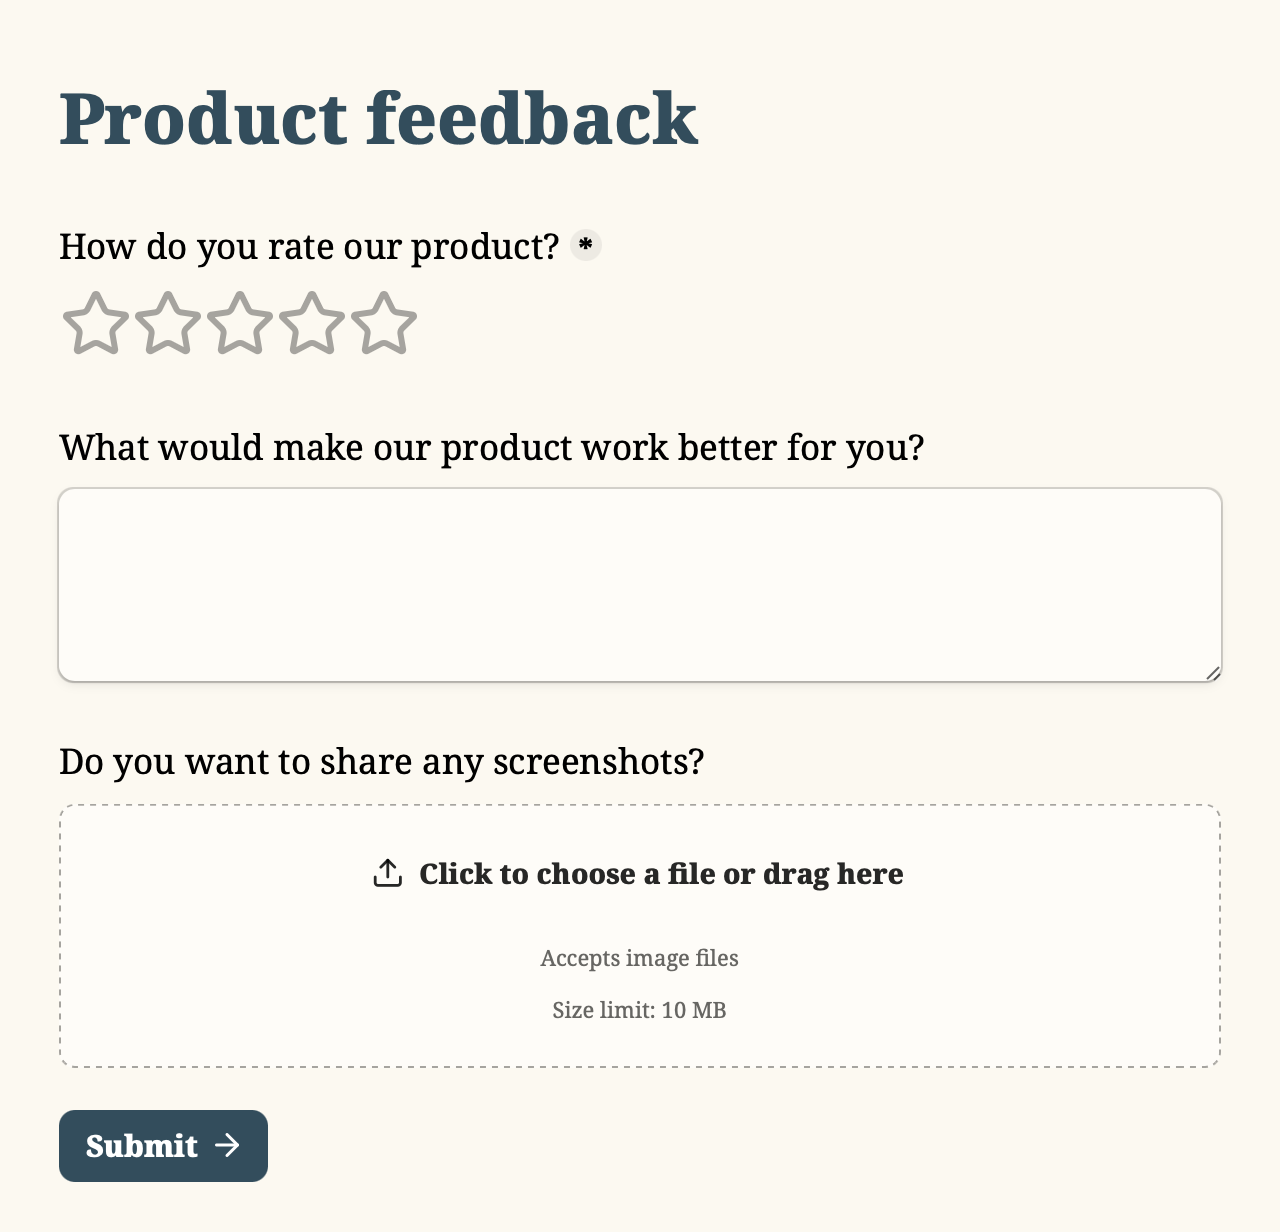 Product feedback
How do you rate our product? *
What would make our product work better for you?
Do you want to share any screenshots?
Click to choose a file or drag here
Accepts image files
Size limit: 10 MB
Submit →